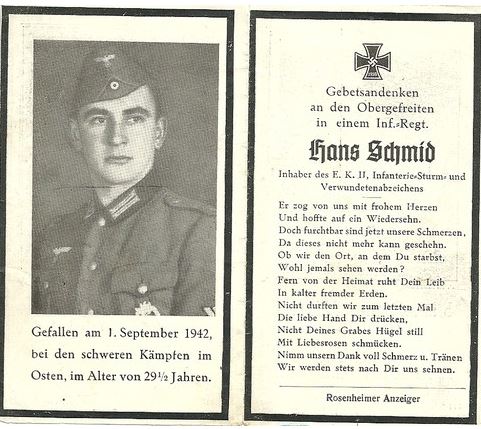 Gefallen am 1. September 1942,
bei den schweren Kämpfen im
Osten, im Alter von 29½ Jahren.
Gebetsandenken
an den Obergefreiten
in einem Inf.-Regt.
Hans Schmid
Inhaber des E. K. II, Infanterie-Sturm- und
Verwundetenabzeichens
Er zog von uns mit frohem Herzen
Und hoffte auf ein Wiedersehn.
Doch furchtbar sind jetzt unsere Schmerzen,
Da dieses nicht mehr kann geschehn.
Ob wir den Ort, an dem Du starbst,
Wohl jemals sehen werden?
Fern von der Heimat ruht Dein Leib
In kalter fremder Erden.
Nicht durften wir zum letzten Mal
Die liebe Hand Dir drücken,
Nicht Deines Grabes Hügel still
Mit Liebesrosen schmücken.
Nimm unsern Dank voll Schmerz u. Tränen
Wir werden stets nach Dir uns sehnen.
Rosenheimer Anzeiger